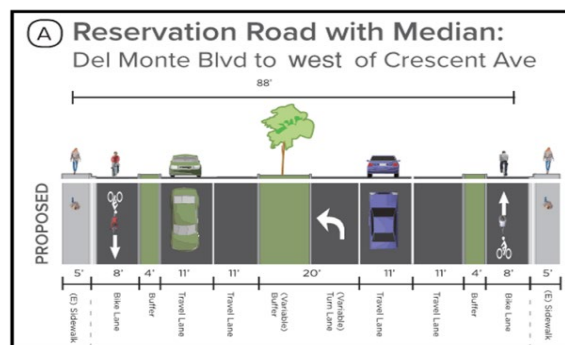 A Reservation Road with Median:
Del Monte Blvd to west of Crescent Ave
88'
PROPOSED
5' 8' 4' 11' 11' 20' 11' 11' 4' 8' 5'
(E) Sidewalk
Bike Lane
Buffer
Travel Lane
Travel Lane
(Variable)
Buffer
(Variable)
Turn Lane
Travel Lane
Travel Lane
Buffer
Bike Lane
(E) Sidewalk